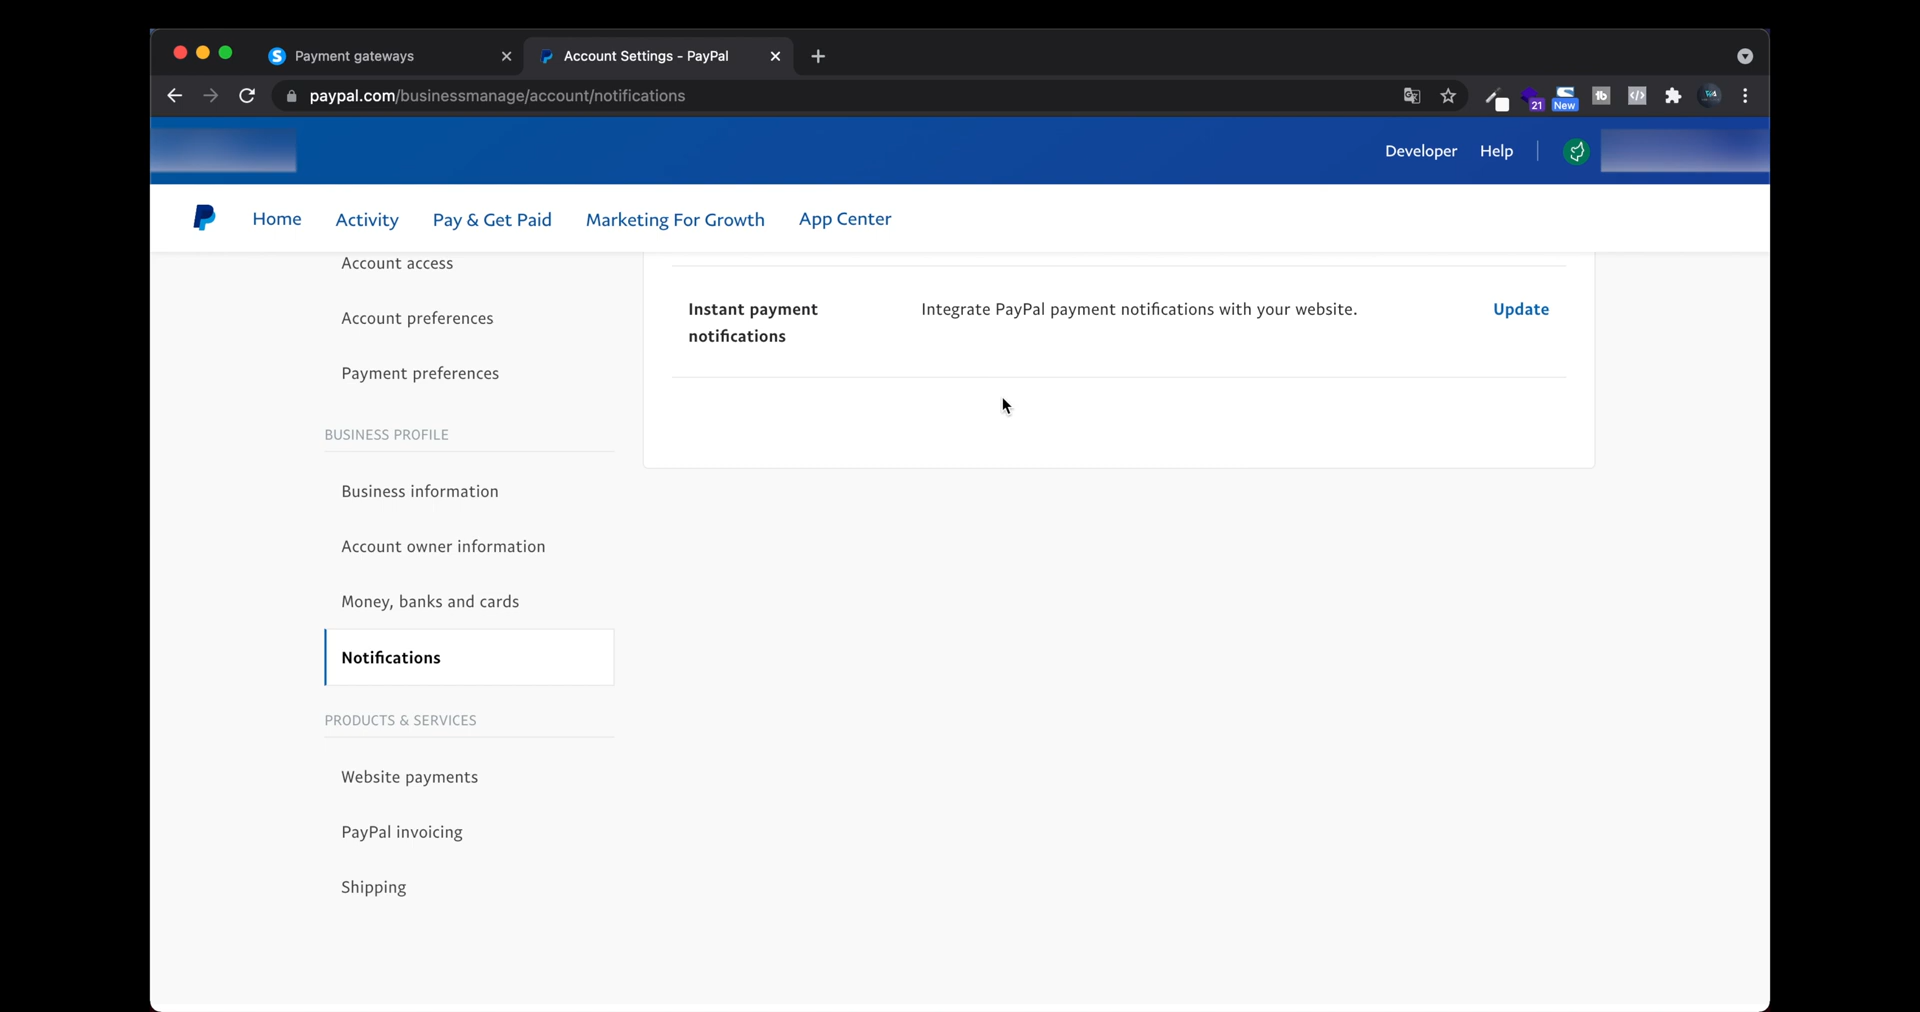 Payment gateways
Account Settings - PayPal
paypal.com/businessmanage/account/notifications
21
New
tb
</>
Developer
Help
Home
Activity
Pay & Get Paid
Marketing For Growth
App Center
Account access
Account preferences
Payment preferences
BUSINESS PROFILE
Business information
Account owner information
Money, banks and cards
Notifications
PRODUCTS & SERVICES
Website payments
PayPal invoicing
Shipping
Instant payment
notifications
Integrate PayPal payment notifications with your website.
Update